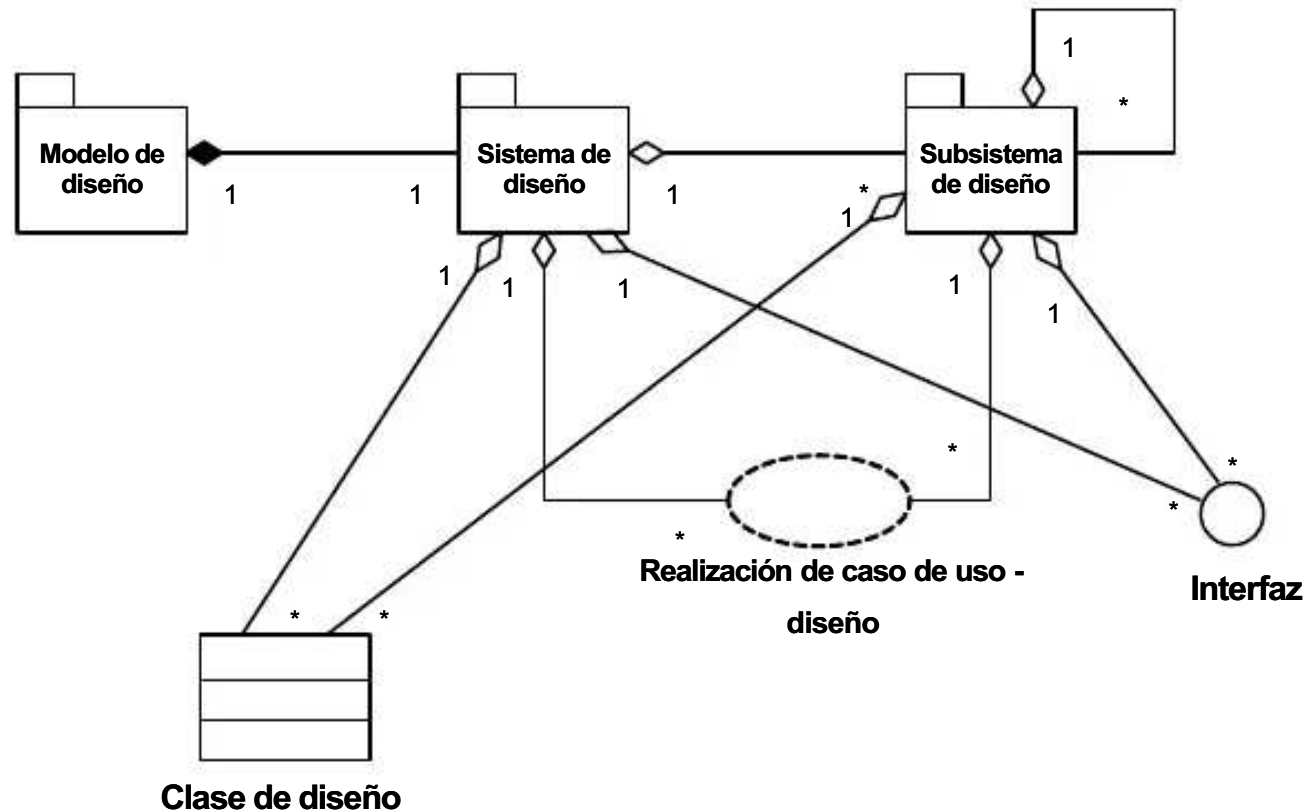 1
*
Modelo de
diseño
Sistema de
diseño
Subsistema
de diseño
1
1
1
*
1
1
1
1
1
1
*
*
*
*
Realización de caso de uso -
diseño
Interfaz
*
*
Clase de diseño